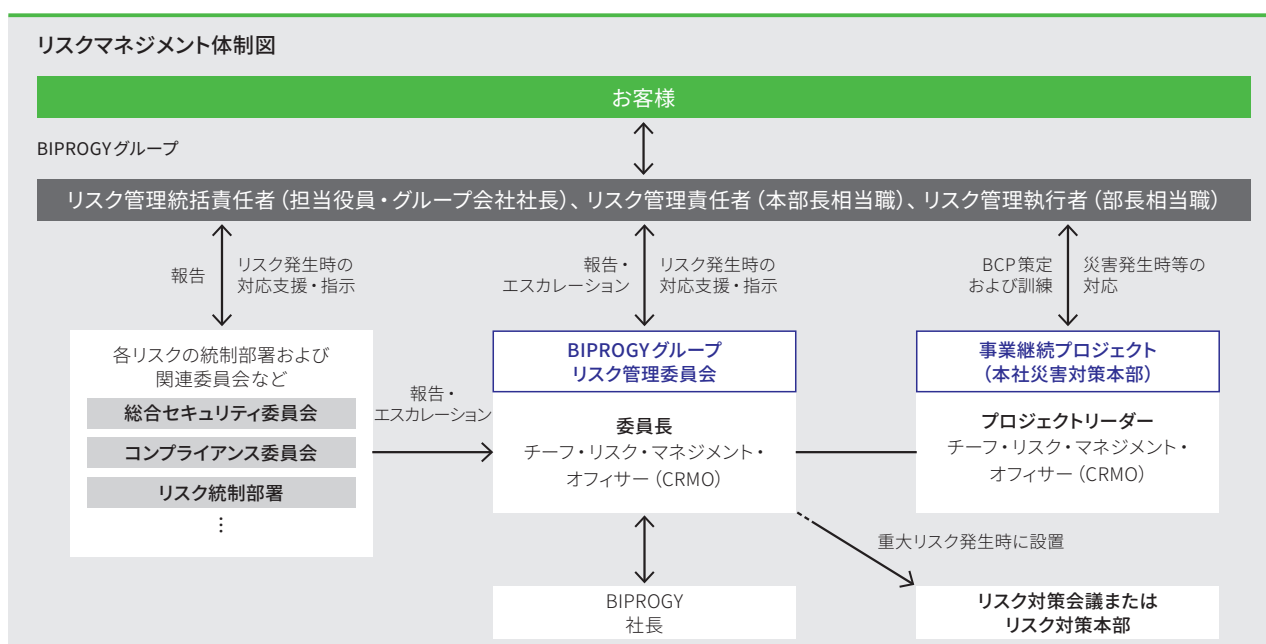 リスクマネジメント体制図
お客様
BIPROGYグループ
リスク管理統括責任者（担当役員・グループ会社社長）、リスク管理責任者（本部長相当職）、リスク管理執行者（部長相当職）
報告
リスク発生時の
対応支援・指示
報告・
エスカレーション
リスク発生時の
対応支援・指示
BCP策定
および訓練
災害発生時等の
対応
各リスクの統制部署および
関連委員会など
総合セキュリティ委員会
コンプライアンス委員会
リスク統制部署
⋮
報告・
エスカレーション
BIPROGYグループ
リスク管理委員会
委員長
チーフ・リスク・マネジメント・
オフィサー（CRMO）
事業継続プロジェクト
（本社災害対策本部）
プロジェクトリーダー
チーフ・リスク・マネジメント・
オフィサー（CRMO）
重大リスク発生時に設置
BIPROGY
社長
リスク対策会議または
リスク対策本部